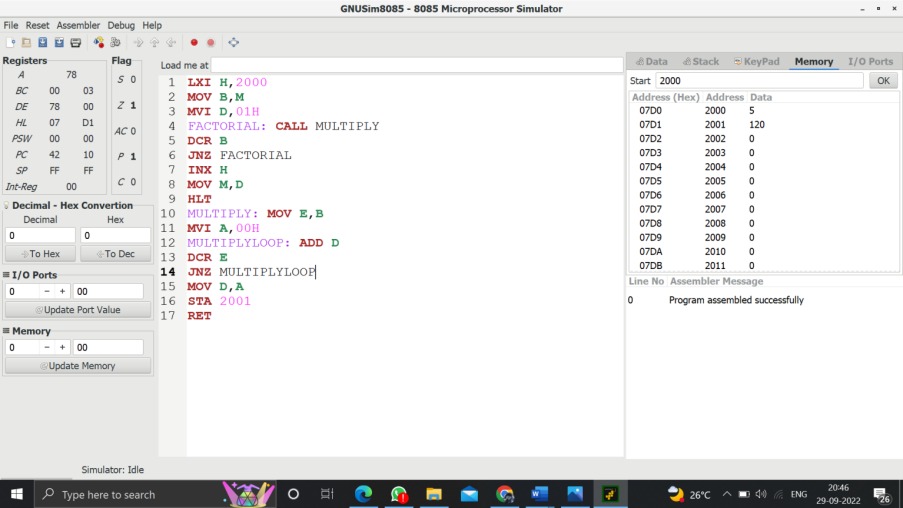 GNUSim8085 - 8085 Microprocessor Simulator
File Reset Assembler Debug Help
Registers
A 78
BC 00 03
DE 78 00
HL 07 D1
PSW 00 00
PC 42 10
SP FF FF
Int-Reg 00
Flag
S 0
Z 1
AC 0
P 1
C 0
Decimal - Hex Convertion
Decimal Hex
0 0
To Hex To Dec
I/O Ports
0 - + 00
Update Port Value
Memory
0 - + 00
Update Memory
Load me at
1 LXI H,2000
2 MOV B,M
3 MVI D,01H
4 FACTORIAL: CALL MULTIPLY
5 DCR B
6 JNZ FACTORIAL
7 INX H
8 MOV M,D
9 HLT
10 MULTIPLY: MOV E,B
11 MVI A,00H
12 MULTIPLYLOOP: ADD D
13 DCR E
14 JNZ MULTIPLYLOOP
15 MOV D,A
16 STA 2001
17 RET
Data Stack KeyPad Memory I/O Ports
Start 2000 OK
Address (Hex) Address Data
07D0 2000 5
07D1 2001 120
07D2 2002 0
07D3 2003 0
07D4 2004 0
07D5 2005 0
07D6 2006 0
07D7 2007 0
07D8 2008 0
07D9 2009 0
07DA 2010 0
07DB 2011 0
Line No Assembler Message
0 Program assembled successfully
Simulator: Idle
Type here to search
26°C
ENG
20:46
29-09-2022
26